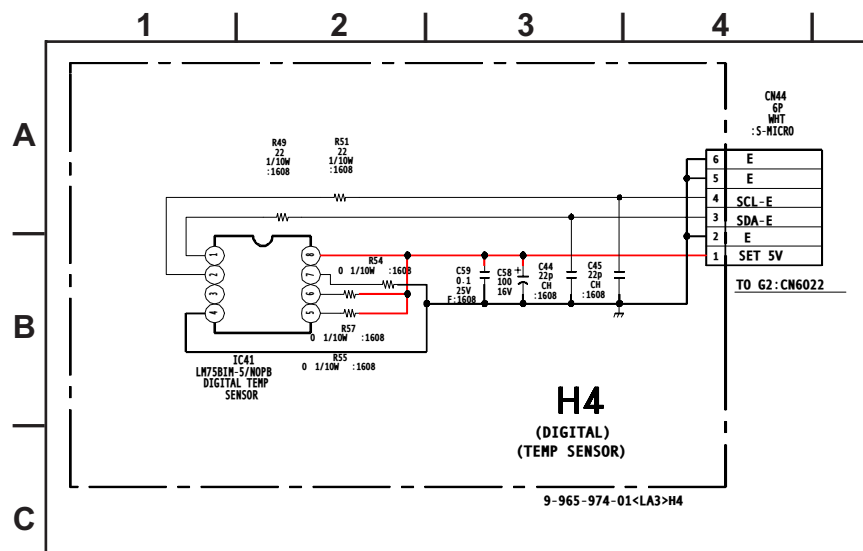 1 2 3 4
A
B
C
CN44
6P
WHT
:S-MICRO
R49
22
1/10W
:1608
R51
22
1/10W
:1608
6 E
5 E
4 SCL-E
3 SDA-E
2 E
1 SET 5V
TO G2:CN6022
1
2
3
4
8
7
6
5
R54
0 1/10W :1608
R57
0 1/10W :1608
R55
0 1/10W :1608
C59
0.1
25V
F:1608
C58
100
16V
+
C44
22p
CH
:1608
C45
22p
CH
:1608
IC41
LM75BIM-5/NOPB
DIGITAL TEMP
SENSOR
H4
(DIGITAL)
(TEMP SENSOR)
9-965-974-01<LA3>H4